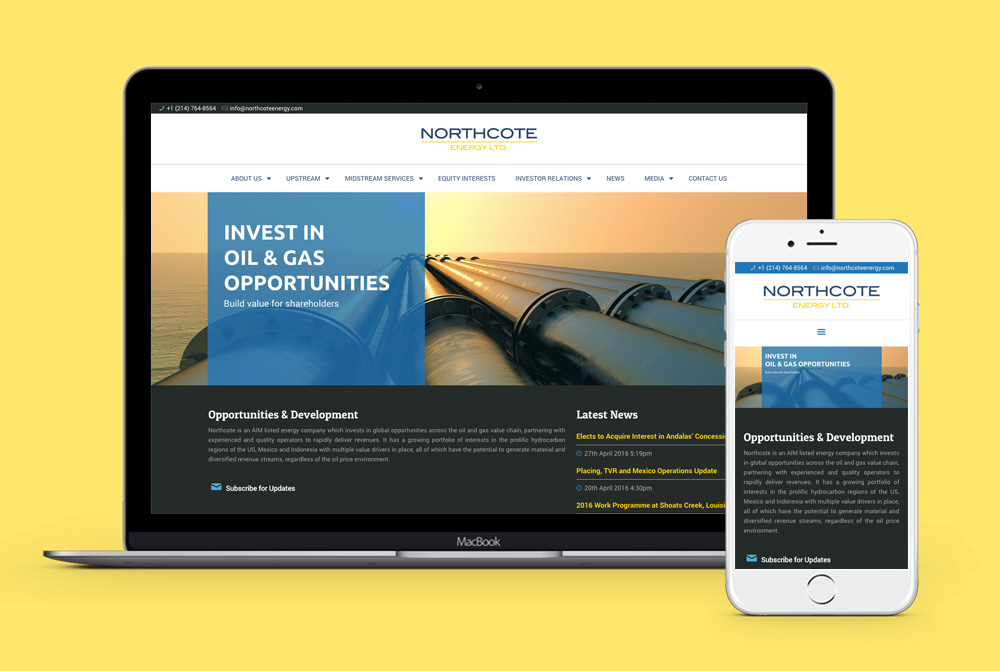 +1 (214) 764-8564 info@northcoteenergy.com
NORTHCOTE
ENERGY LTD.
ABOUT US UPSTREAM MIDSTREAM SERVICES EQUITY INTERESTS INVESTOR RELATIONS NEWS MEDIA CONTACT US
INVEST IN
OIL & GAS
OPPORTUNITIES
Build value for shareholders
Opportunities & Development
Northcote is an AIM listed energy company which invests in global opportunities across the oil and gas value chain, partnering with
experienced and quality operators to rapidly deliver revenues. It has a growing portfolio of interests in the prolific hydrocarbon
regions of the US, Mexico and Indonesia with multiple value drivers in place, all of which have the potential to generate material and
diversified revenue streams, regardless of the oil price environment.
Subscribe for Updates
Latest News
Elects to Acquire Interest in Andalas' Concessi
27th April 2016 5:19pm
Placing, TVR and Mexico Operations Update
20th April 2016 4:30pm
2016 Work Programme at Shoats Creek, Louisi
MacBook
+1 (214) 764-8564 info@northcoteenergy.com
NORTHCOTE
ENERGY LTD.
INVEST IN
OIL & GAS OPPORTUNITIES
Build value for shareholders
Opportunities & Development
Northcote is an AIM listed energy company which invests
in global opportunities across the oil and gas value chain,
partnering with experienced and quality operators to
rapidly deliver revenues. It has a growing portfolio of
interests in the prolific hydrocarbon regions of the US,
Mexico and Indonesia with multiple value drivers in place,
all of which have the potential to generate material and
diversified revenue streams, regardless of the oil price
environment.
Subscribe for Updates